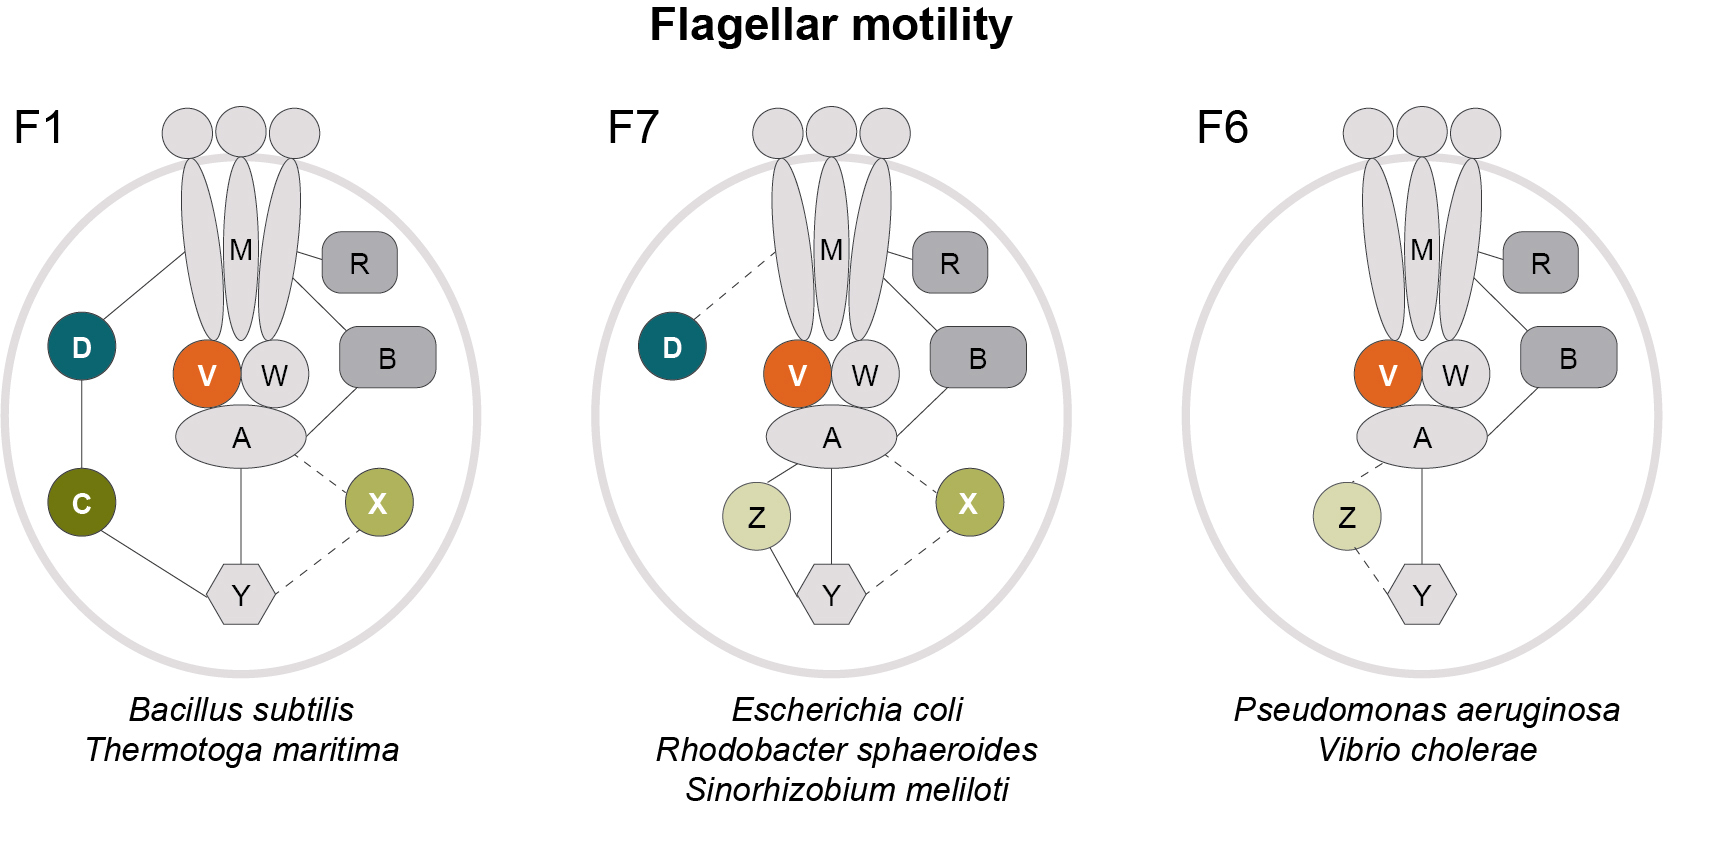 Flagellar motility
F1
M
R
D
V
W
B
A
C
X
Y
Bacillus subtilis
Thermotoga maritima
F7
M
R
D
V
W
B
A
Z
X
Y
Escherichia coli
Rhodobacter sphaeroides
Sinorhizobium meliloti
F6
M
R
V
W
B
A
Z
Y
Pseudomonas aeruginosa
Vibrio cholerae